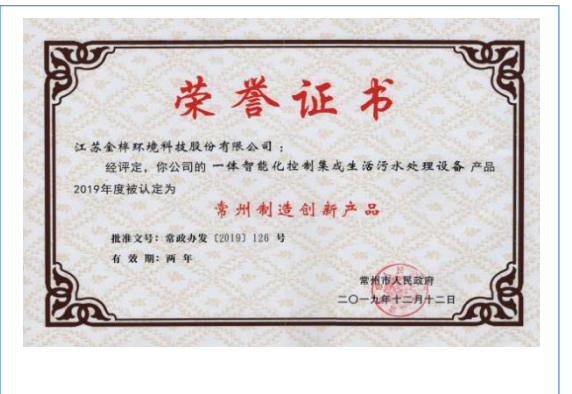 荣誉证书
江苏金梓环境科技股份有限公司：
经评定，你公司的 一体智能化控制集成生活污水处理设备 产品
2019年度被认定为
常州制造创新产品
批准文号：常政办发〔2019〕126 号
有 效 期：两 年
常州市人民政府
二〇一九年十二月十二日